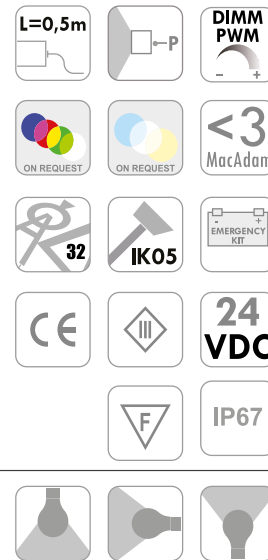 L=0,5m
P
DIMM
PWM
- +
ON REQUEST
ON REQUEST
<3
MacAdam
32
IK05
- +
EMERGENCY
KIT
CE
III
24
VDC
F
IP67